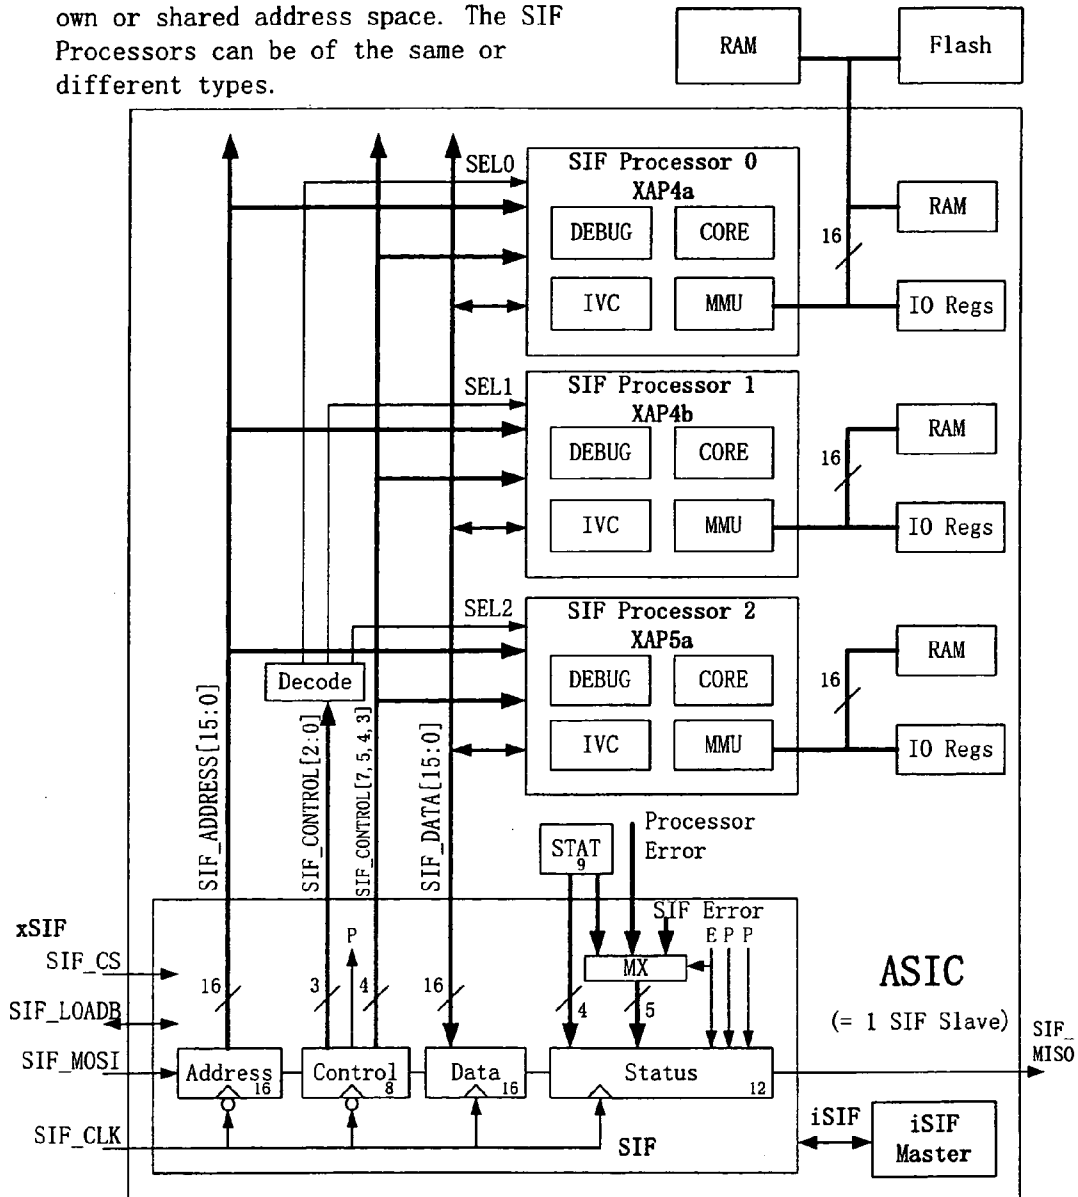 own or shared address space. The SIF
Processors can be of the same or
different types.
RAM
Flash
SEL0
SIF Processor 0
XAP4a
DEBUG
CORE
IVC
MMU
16
RAM
IO Regs
SEL1
SIF Processor 1
XAP4b
DEBUG
CORE
IVC
MMU
16
RAM
IO Regs
SEL2
SIF Processor 2
XAP5a
DEBUG
CORE
IVC
MMU
16
RAM
IO Regs
Decode
SIF_ADDRESS[15:0]
SIF_CONTROL[2:0]
SIF_CONTROL[7,5,4,3]
SIF_DATA[15:0]
STAT
9
Processor
Error
SIF Error
E P P
P
MX
xSIF
SIF_CS
SIF_LOADB
SIF_MOSI
SIF_CLK
16
3
4
16
4
5
Address
16
Control
8
Data
16
Status
12
SIF
ASIC
(= 1 SIF Slave)
SIF_
MISO
iSIF
iSIF
Master